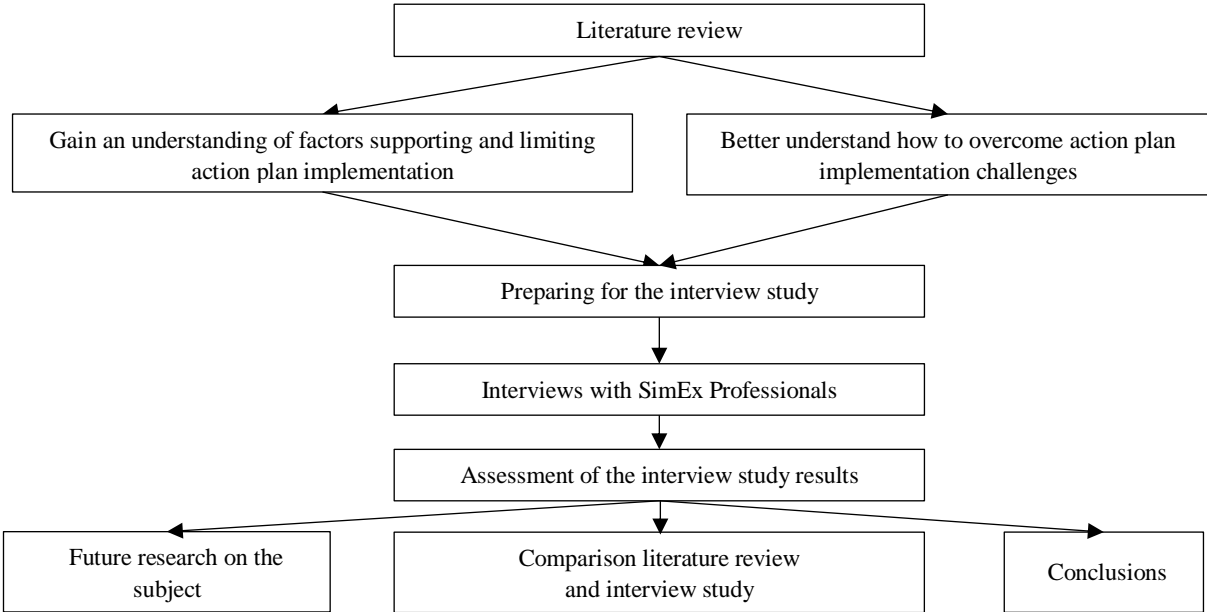 Literature review
Gain an understanding of factors supporting and limiting
action plan implementation
Better understand how to overcome action plan
implementation challenges
Preparing for the interview study
Interviews with SimEx Professionals
Assessment of the interview study results
Future research on the
subject
Comparison literature review
and interview study
Conclusions